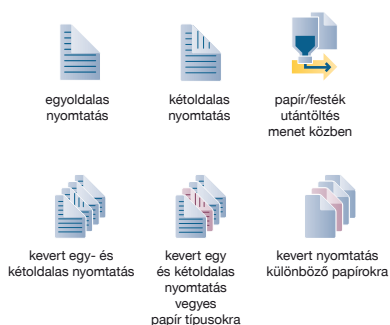 egyoldalas
nyomtatás
kétoldalas
nyomtatás
papír/festék
utántöltés
menet közben
kevert egy- és
kétoldalas nyomtatás
kevert egy
és kétoldalas
nyomtatás
vegyes
papír típusokra
kevert nyomtatás
különböző papírokra